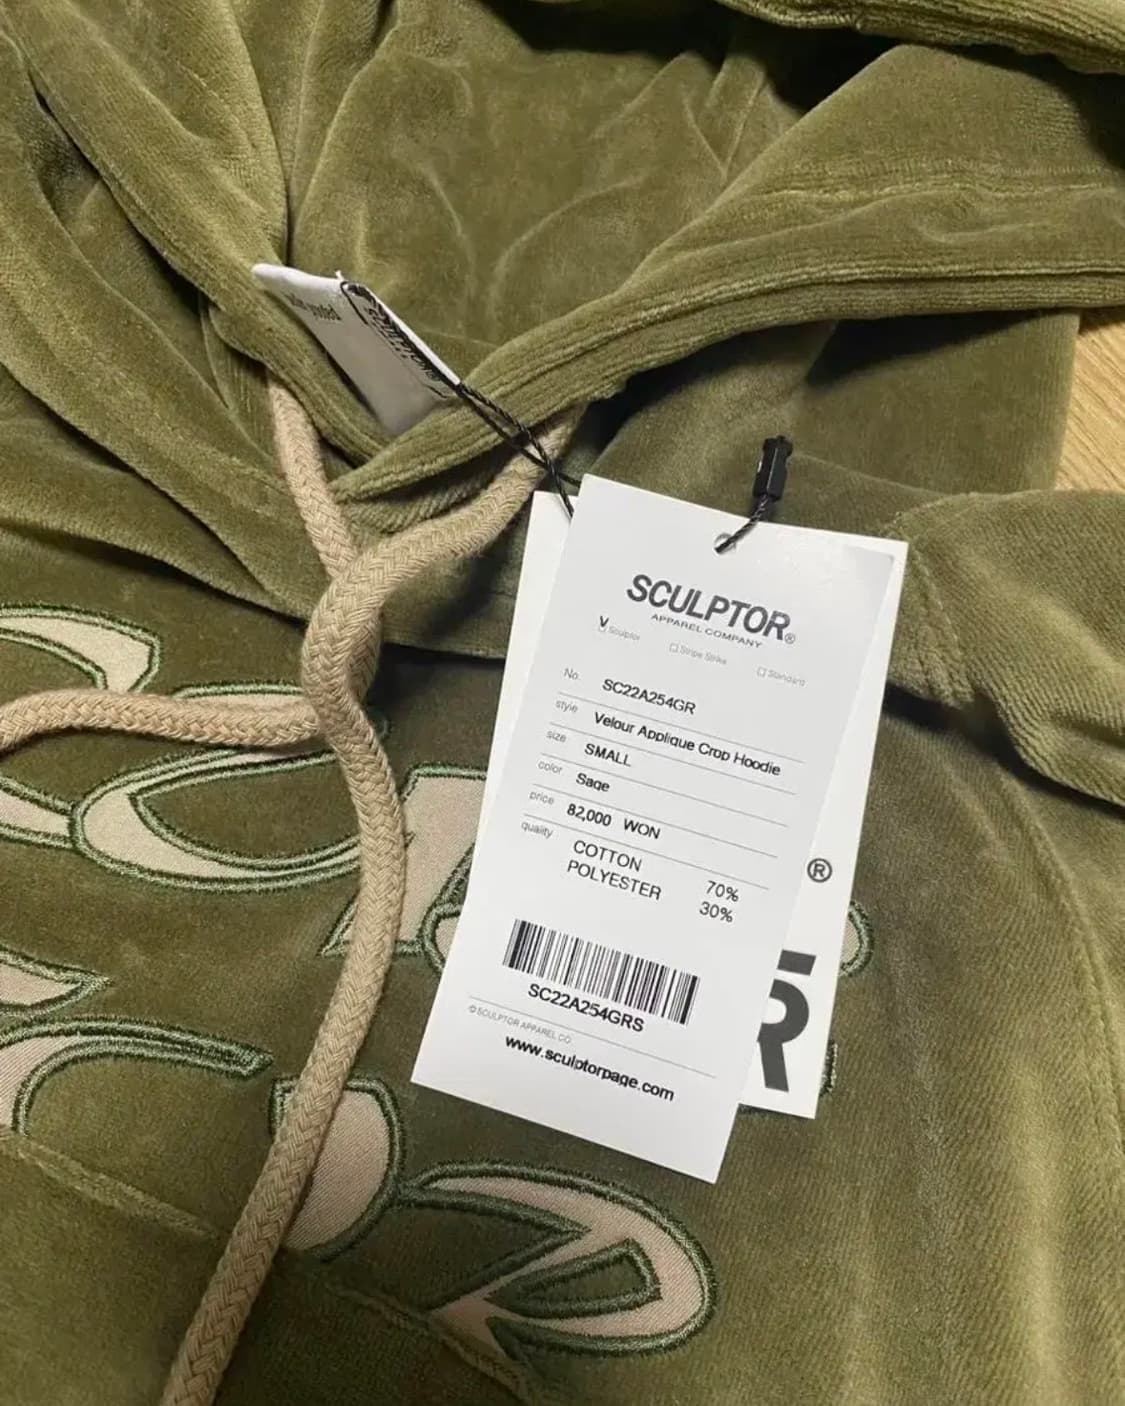 SCULPTOR®
APPAREL COMPANY
V Sculptor Stripe Strike Standard
No SC22A254GR
style Velour Applique Crop Hoodie
size SMALL
color Sage
price 82,000 WON
quality COTTON 70%
POLYESTER 30%
SC22A254GRS
© SCULPTOR APPAREL CO.
www.sculptorpage.com
®
R